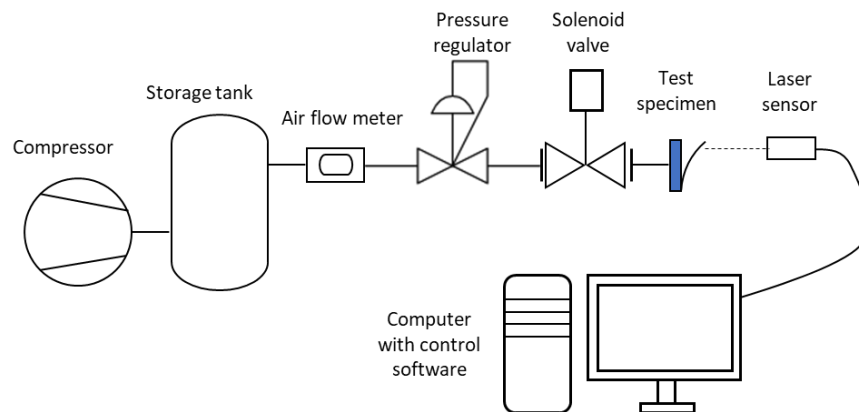 Pressure
regulator
Solenoid
valve
Storage tank
Test
specimen
Laser
sensor
Air flow meter
Compressor
Computer
with control
software